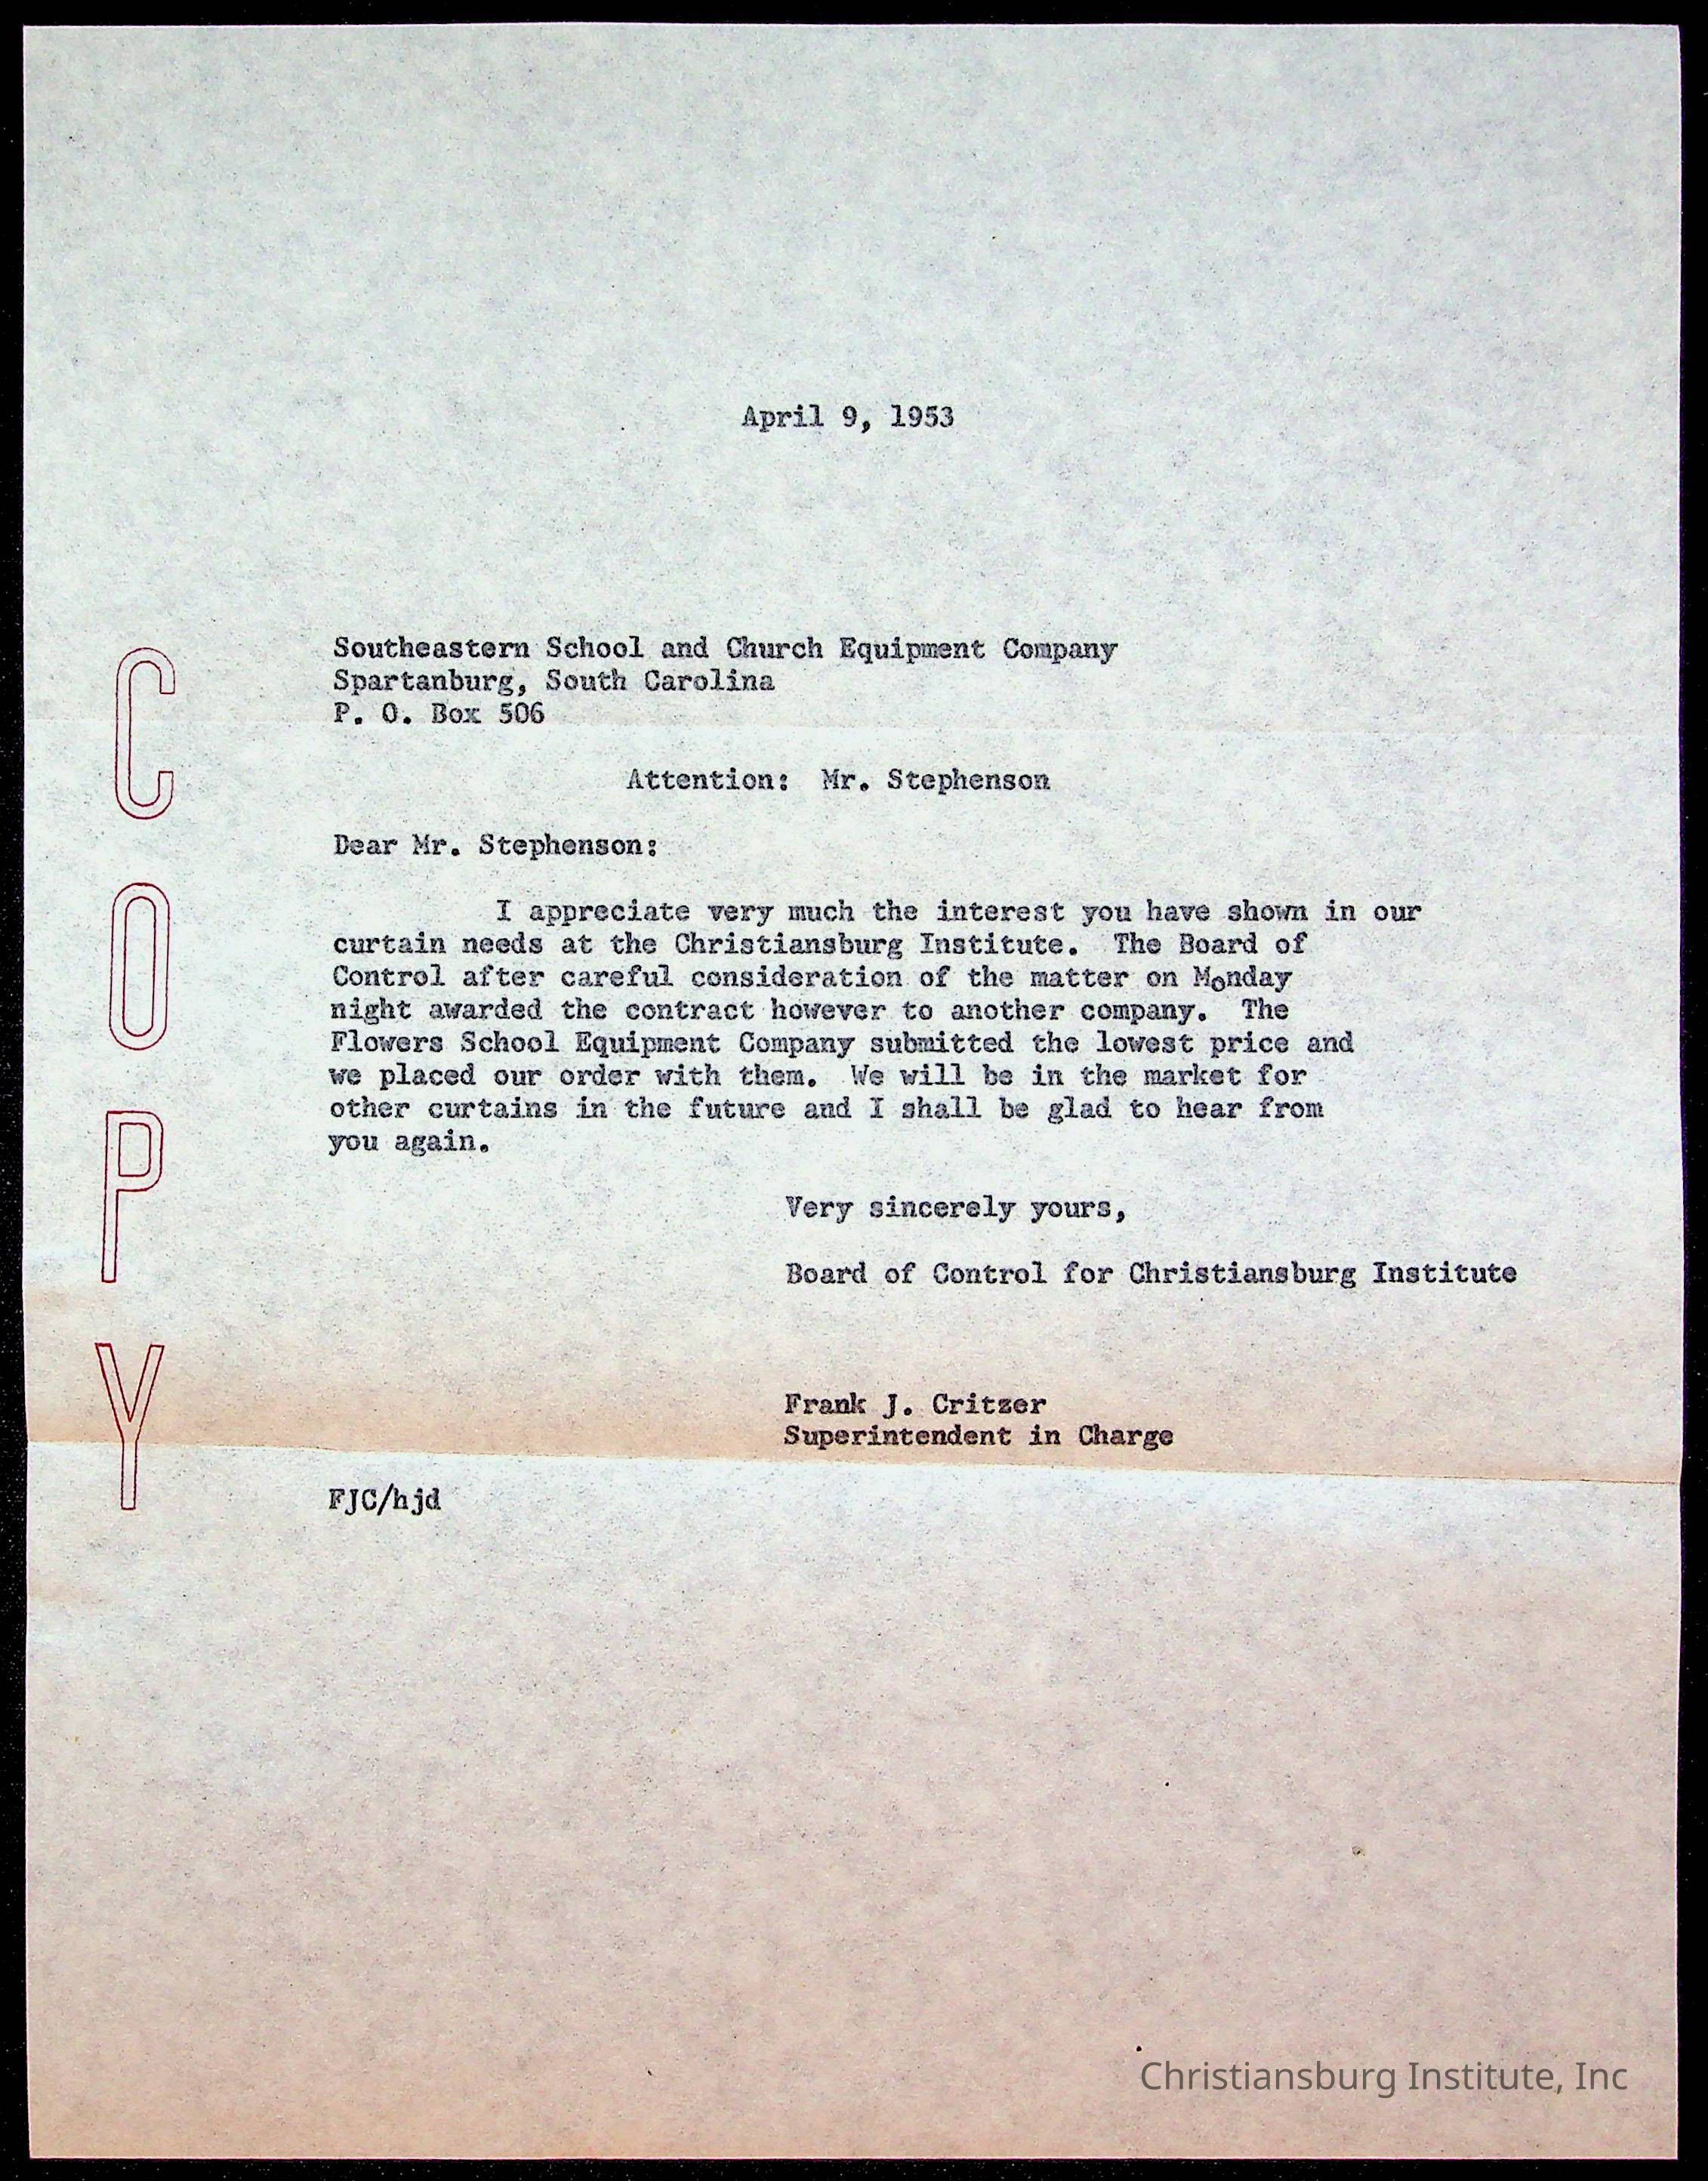 April 9, 1953
Southeastern School and Church Equipment Company
Spartanburg, South Carolina
P. O. Box 506
Attention: Mr. Stephenson
Dear Mr. Stephenson:
I appreciate very much the interest you have shown in our
curtain needs at the Christiansburg Institute. The Board of
Control after careful consideration of the matter on Monday
night awarded the contract however to another company. The
Flowers School Equipment Company submitted the lowest price and
we placed our order with them. We will be in the market for
other curtains in the future and I shall be glad to hear from
you again.
Very sincerely yours,
Board of Control for Christiansburg Institute
Frank J. Critzer
Superintendent in Charge
FJC/hjd
COPY
Christiansburg Institute, Inc